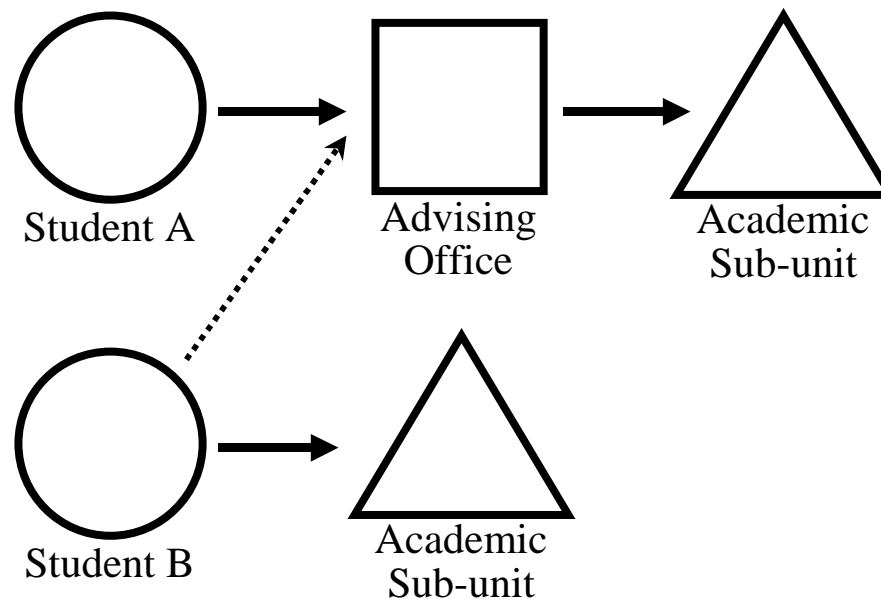 Student A
Advising
Office
Academic
Sub-unit
Student B
Academic
Sub-unit